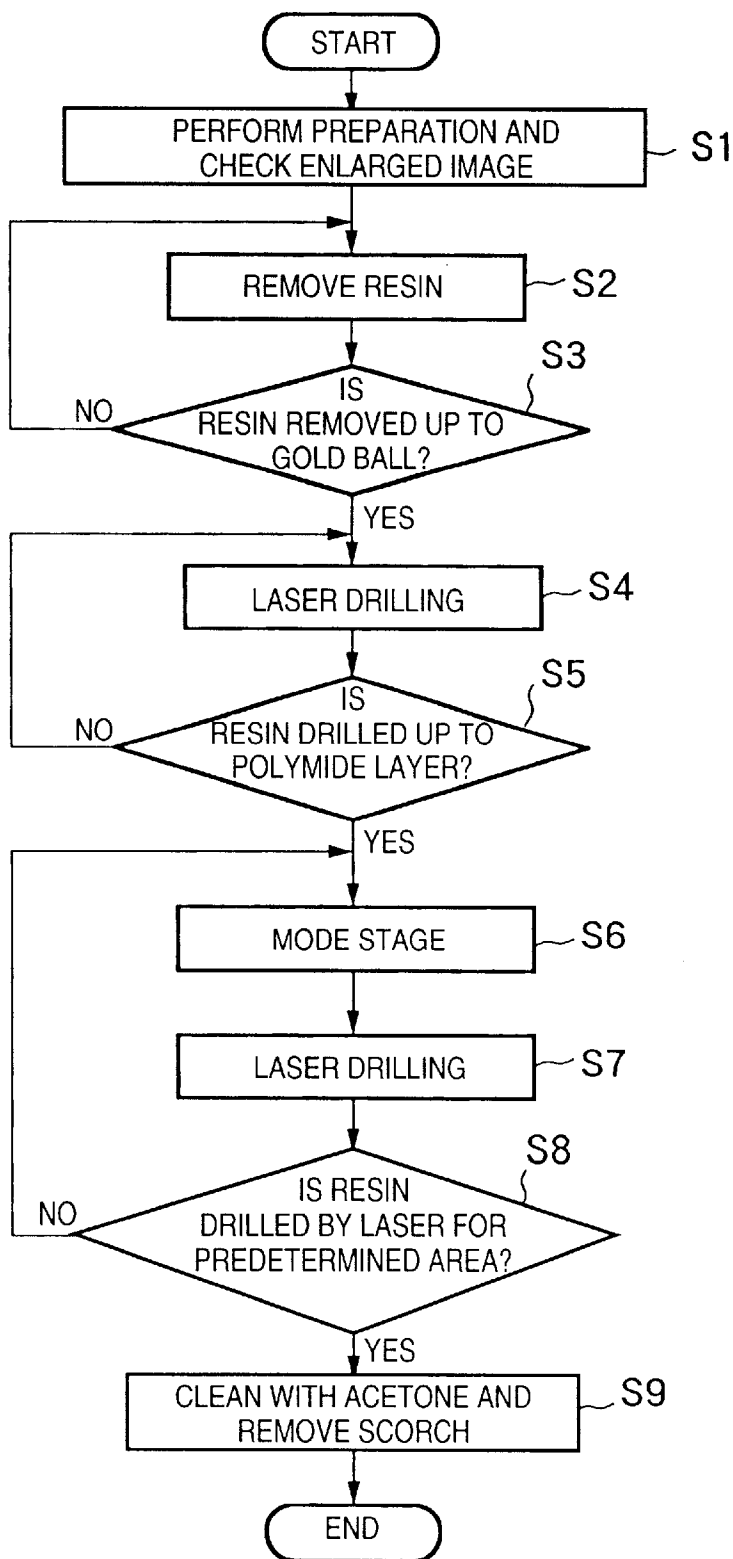 START
PERFORM PREPARATION AND
CHECK ENLARGED IMAGE
S1
REMOVE RESIN
S2
S3
IS
RESIN REMOVED UP TO
GOLD BALL?
NO
YES
LASER DRILLING
S4
S5
IS
RESIN DRILLED UP TO
POLYMIDE LAYER?
NO
YES
MODE STAGE
S6
LASER DRILLING
S7
S8
IS RESIN
DRILLED BY LASER FOR
PREDETERMINED AREA?
NO
YES
CLEAN WITH ACETONE AND
REMOVE SCORCH
S9
END